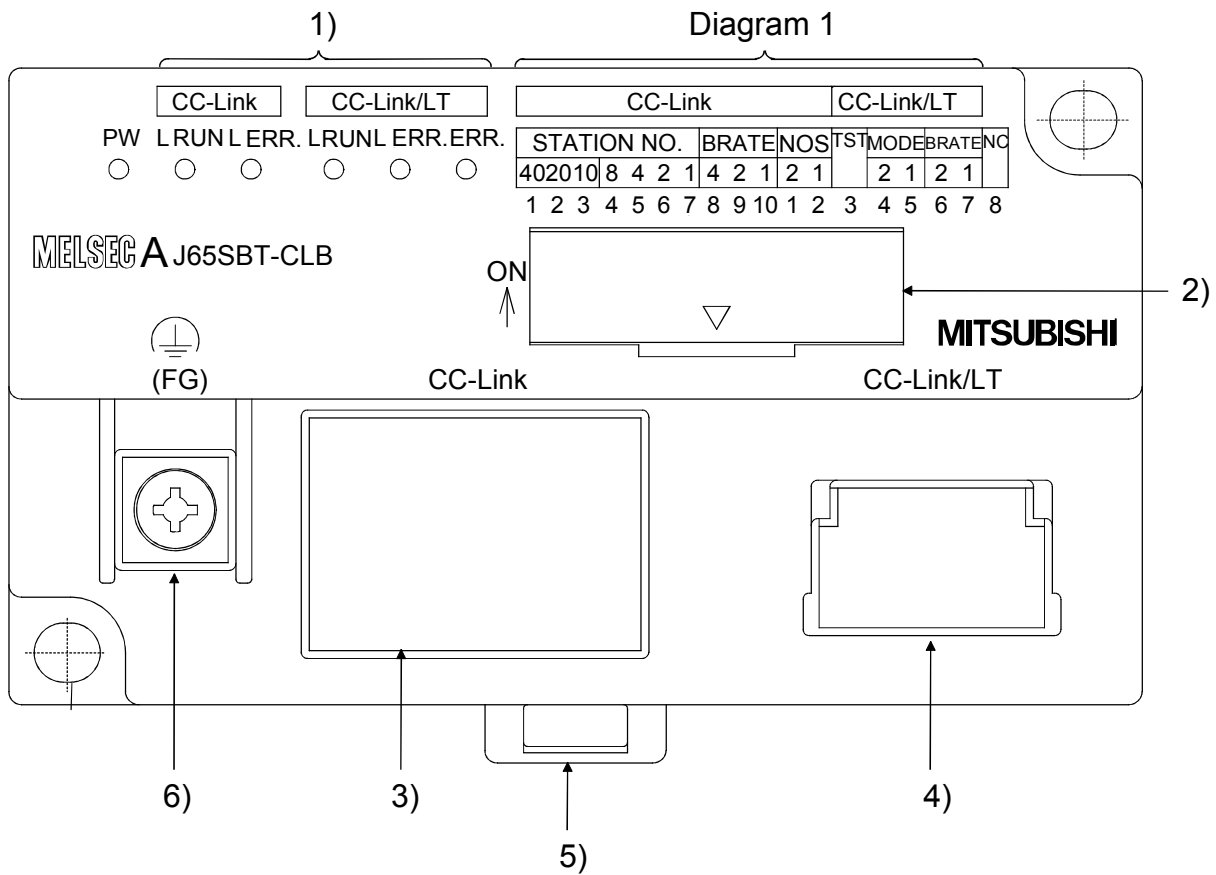 1) Diagram 1
CC-Link CC-Link/LT CC-Link CC-Link/LT
PW L RUN L ERR. L RUN L ERR. ERR. STATION NO. BRATE NOS TST MODE BRATE NC
40 20 10 8 4 2 1 4 2 1 2 1 2 1 2 1
1 2 3 4 5 6 7 8 9 10 1 2 3 4 5 6 7 8
MELSEC A J65SBT-CLB
ON
2)
MITSUBISHI
(FG) CC-Link CC-Link/LT
6) 3) 4)
5)